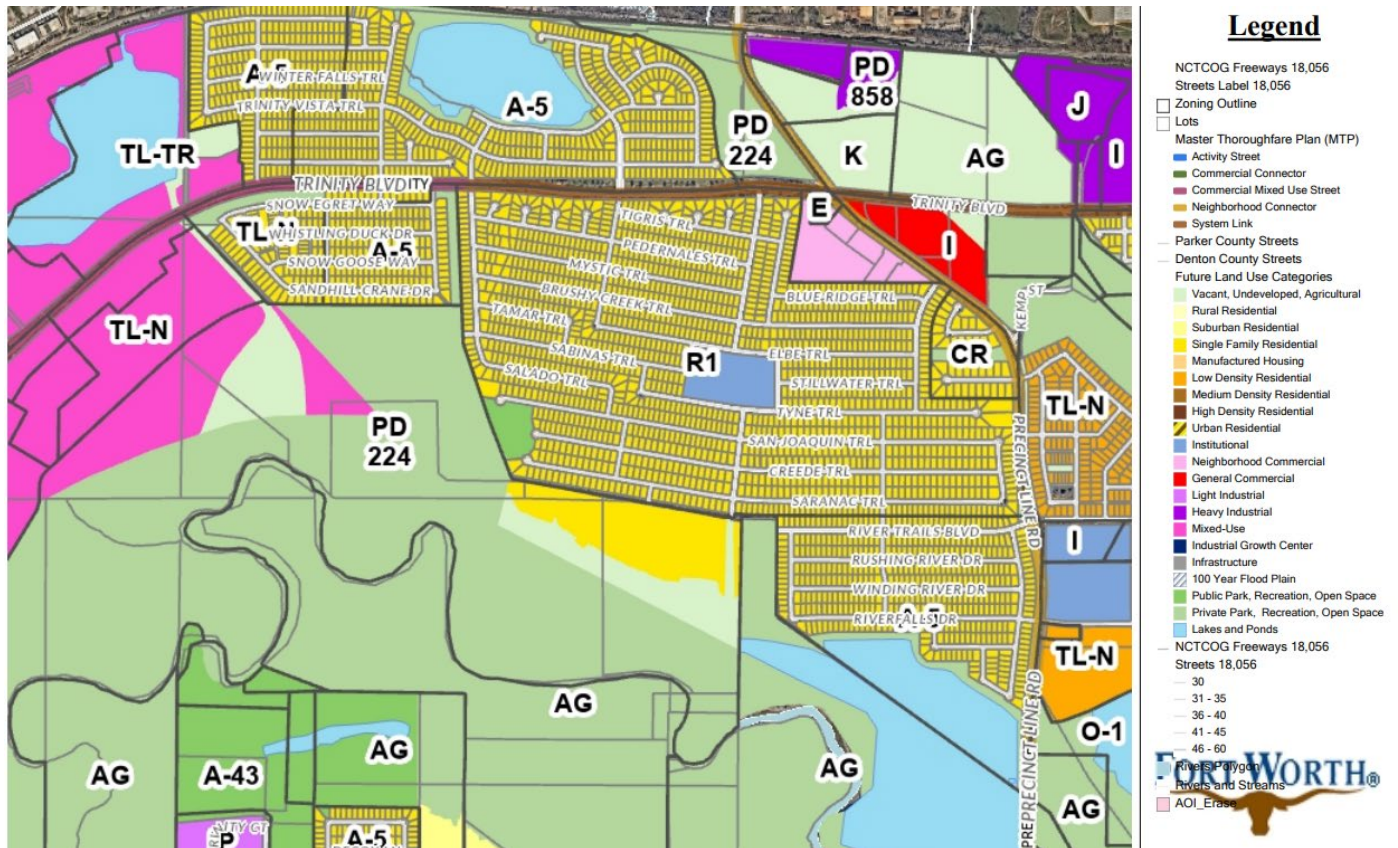 A-5
WINTER FALLS TRL
TRINITY VISTA TRL
A-5
PD
858
J
I
PD
224
K
AG
TL-TR
TRINITY BLVD
ITY
SNOW EGRET WAY
TL-N
WHISTLING DUCK DR
A-5
SNOW GOOSE WAY
SANDHILL CRANE DR
TIGRIS TRL
PEDERNALES TRL
MYSTIC TRL
BRUSHY CREEK TRL
TAMAR TRL
SABINAS TRL
SALADO TRL
E
TRINITY BLVD
I
BLUE RIDGE TRL
KEMP ST
R1
ELBE TRL
CR
STILLWATER TRL
TYNE TRL
SAN JOAQUIN TRL
CREEDE TRL
SARANAC TRL
TL-N
TL-N
PD
224
PRECINCT LINE RD
RIVER TRAILS BLVD
RUSHING RIVER DR
WINDING RIVER DR
RIVERFALLS DR
A-5
I
TL-N
AG
O-1
PRECINCT LINE RD
AG
A-43
AG
AG
AG
P
A-5
Legend
NCTCOG Freeways 18,056
Streets Label 18,056
Zoning Outline
Lots
Master Thoroughfare Plan (MTP)
Activity Street
Commercial Connector
Commercial Mixed Use Street
Neighborhood Connector
System Link
Parker County Streets
Denton County Streets
Future Land Use Categories
Vacant, Undeveloped, Agricultural
Rural Residential
Suburban Residential
Single Family Residential
Manufactured Housing
Low Density Residential
Medium Density Residential
High Density Residential
Urban Residential
Institutional
Neighborhood Commercial
General Commercial
Light Industrial
Heavy Industrial
Mixed-Use
Industrial Growth Center
Infrastructure
100 Year Flood Plain
Public Park, Recreation, Open Space
Private Park, Recreation, Open Space
Lakes and Ponds
NCTCOG Freeways 18,056
Streets 18,056
30
31 - 35
36 - 40
41 - 45
46 - 60
Rivers Polygon
Rivers and Streams
AOI_Erase
FORT WORTH®